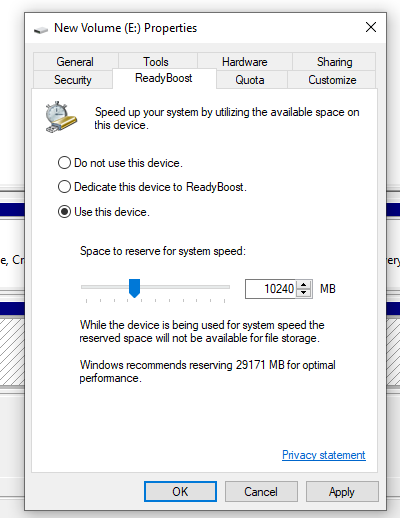 New Volume (E:) Properties
General Tools Hardware Sharing
Security ReadyBoost Quota Customize
Speed up your system by utilizing the available space on
this device.
Do not use this device.
Dedicate this device to ReadyBoost.
Use this device.
Space to reserve for system speed:
10240 MB
While the device is being used for system speed the
reserved space will not be available for file storage.
Windows recommends reserving 29171 MB for optimal
performance.
Privacy statement
OK Cancel Apply